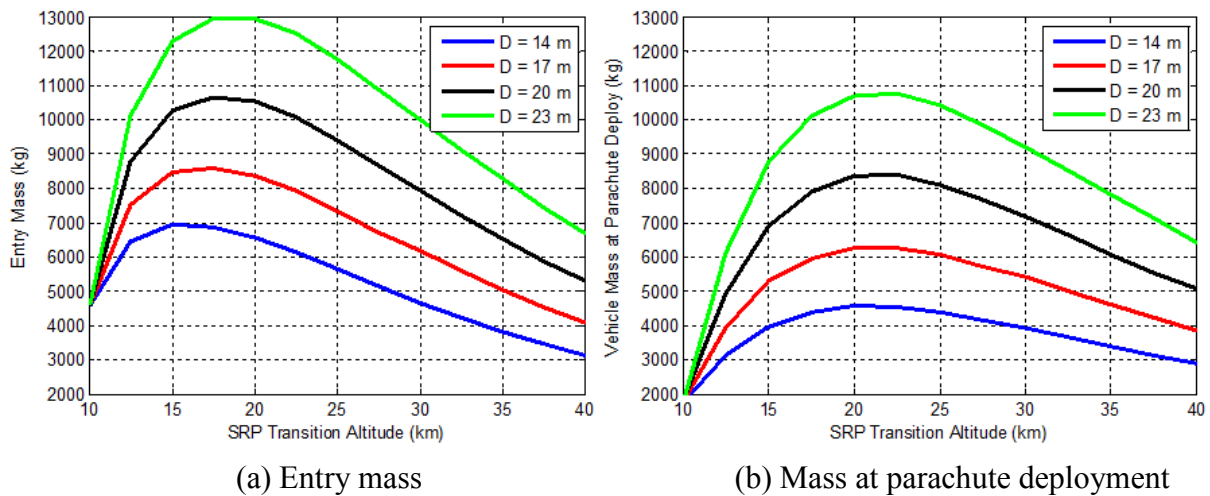 13000
12000
11000
10000
9000
8000
7000
6000
5000
4000
3000
2000
Entry Mass (kg)
10 15 20 25 30 35 40
SRP Transition Altitude (km)
D = 14 m
D = 17 m
D = 20 m
D = 23 m
(a) Entry mass
13000
12000
11000
10000
9000
8000
7000
6000
5000
4000
3000
2000
Vehicle Mass at Parachute Deploy (kg)
10 15 20 25 30 35 40
SRP Transition Altitude (km)
D = 14 m
D = 17 m
D = 20 m
D = 23 m
(b) Mass at parachute deployment